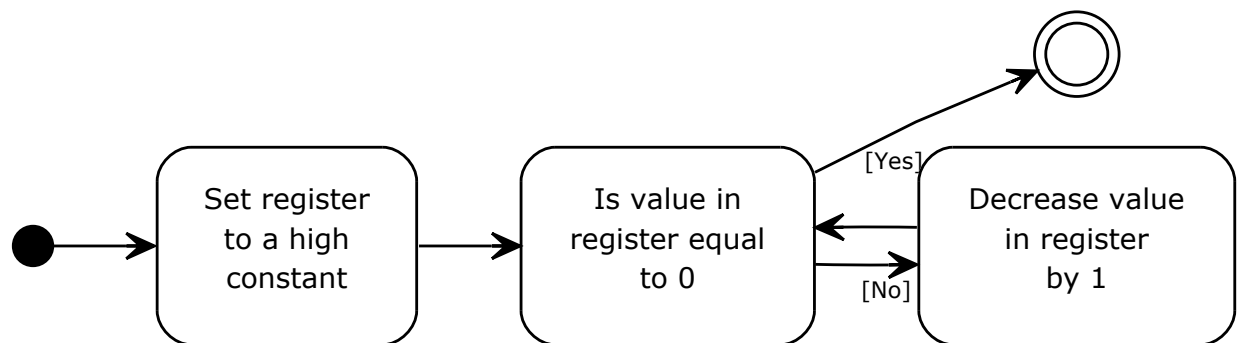 Set register
to a high
constant
Is value in
register equal
to 0
[Yes]
[No]
Decrease value
in register
by 1